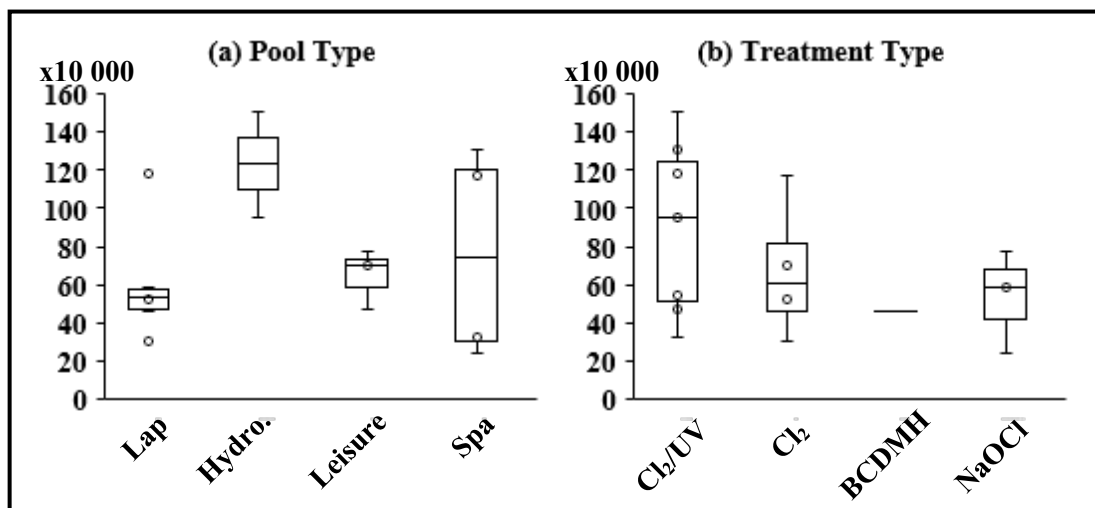 (a) Pool Type
x10 000
160
140
120
100
80
60
40
20
0
Lap
Hydro.
Leisure
Spa
(b) Treatment Type
x10 000
160
140
120
100
80
60
40
20
0
Cl₂/UV
Cl₂
BCDMH
NaOCl